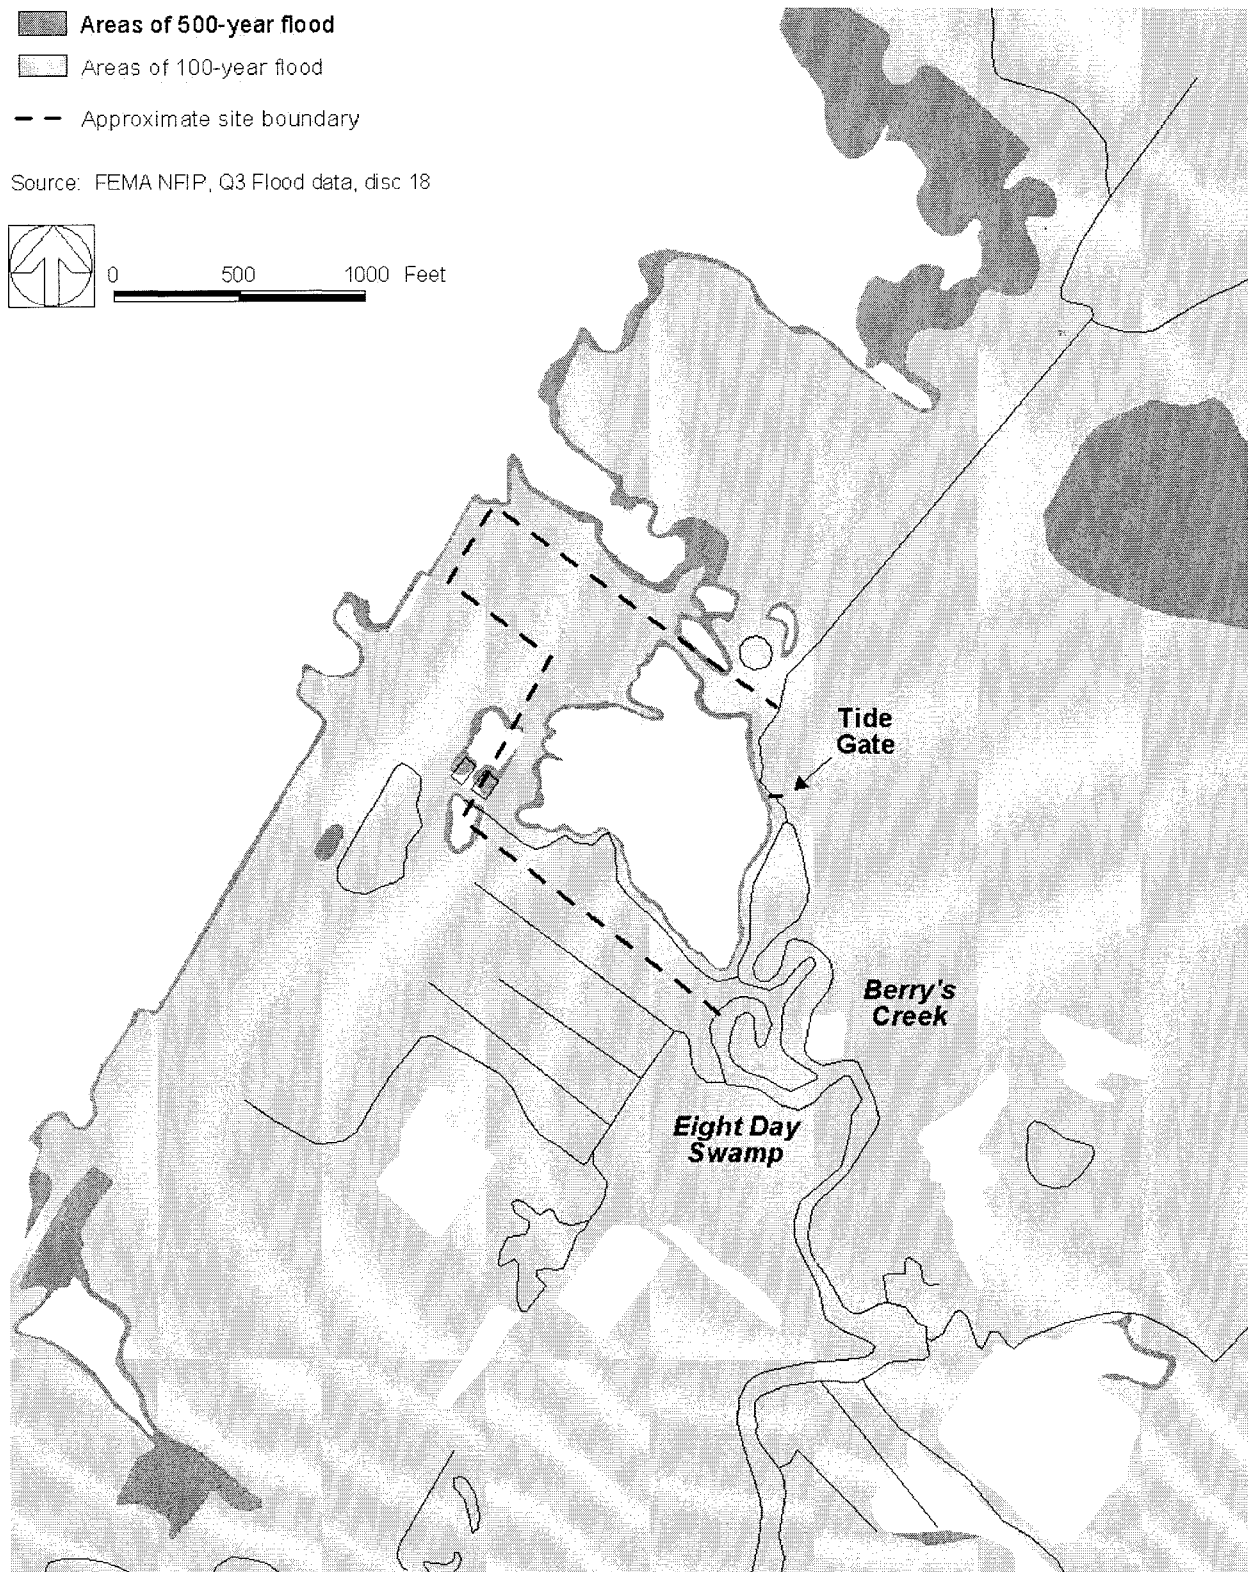 Areas of 500-year flood
Areas of 100-year flood
Approximate site boundary
Source: FEMA NFIP, Q3 Flood data, disc 18
0 500 1000 Feet
Tide
Gate
Berry's
Creek
Eight Day
Swamp